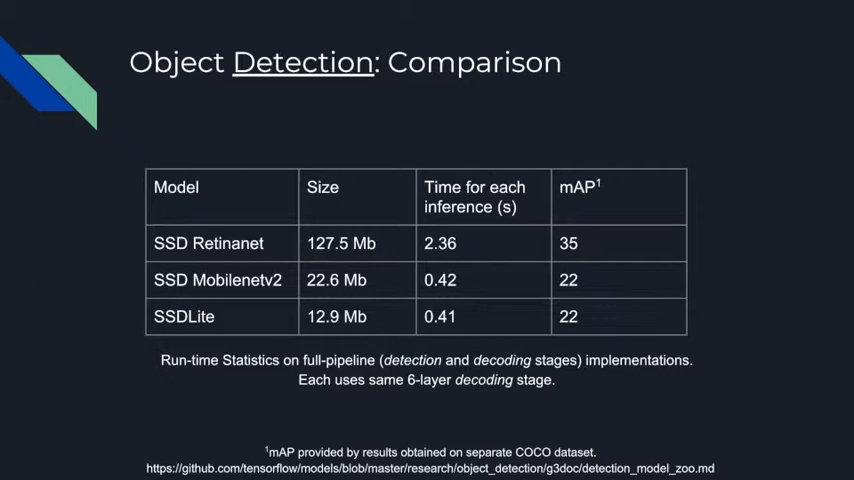 Object Detection: Comparison
Model Size Time for each inference (s) mAP¹
SSD Retinanet 127.5 Mb 2.36 35
SSD Mobilenetv2 22.6 Mb 0.42 22
SSDLite 12.9 Mb 0.41 22
Run-time Statistics on full-pipeline (detection and decoding stages) implementations.
Each uses same 6-layer decoding stage.
¹mAP provided by results obtained on separate COCO dataset.
https://github.com/tensorflow/models/blob/master/research/object_detection/g3doc/detection_model_zoo.md